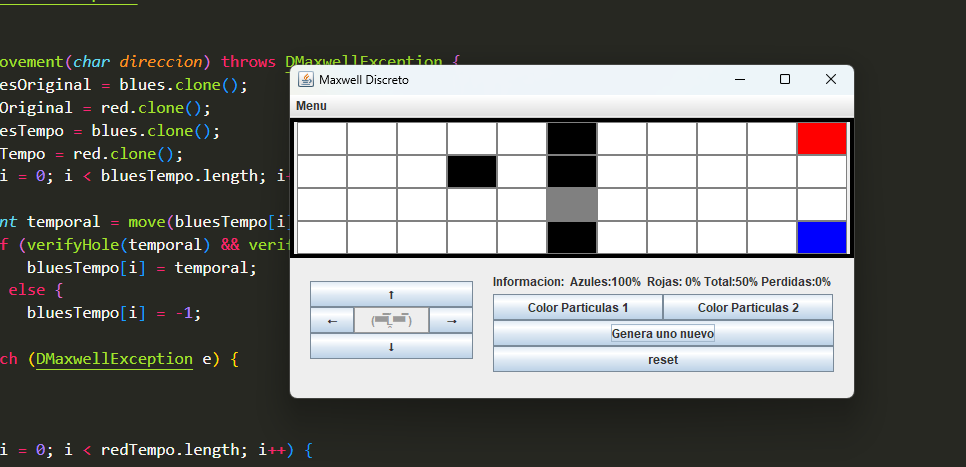 ovement(char direccion) throws DMaxwellException {
esOriginal = blues.clone();
Original = red.clone();
esTempo = blues.clone();
Tempo = red.clone();
i = 0; i < bluesTempo.length; i
nt temporal = move(bluesTempo[i]
f (verifyHole(temporal) && verif
bluesTempo[i] = temporal;
else {
bluesTempo[i] = -1;
ch (DMaxwellException e) {
i = 0; i < redTempo.length; i++) {
Maxwell Discreto
Menu
Informacion: Azules:100% Rojas: 0% Total:50% Perdidas:0%
↑
← →
↓
Color Particulas 1 Color Particulas 2
Genera uno nuevo
reset